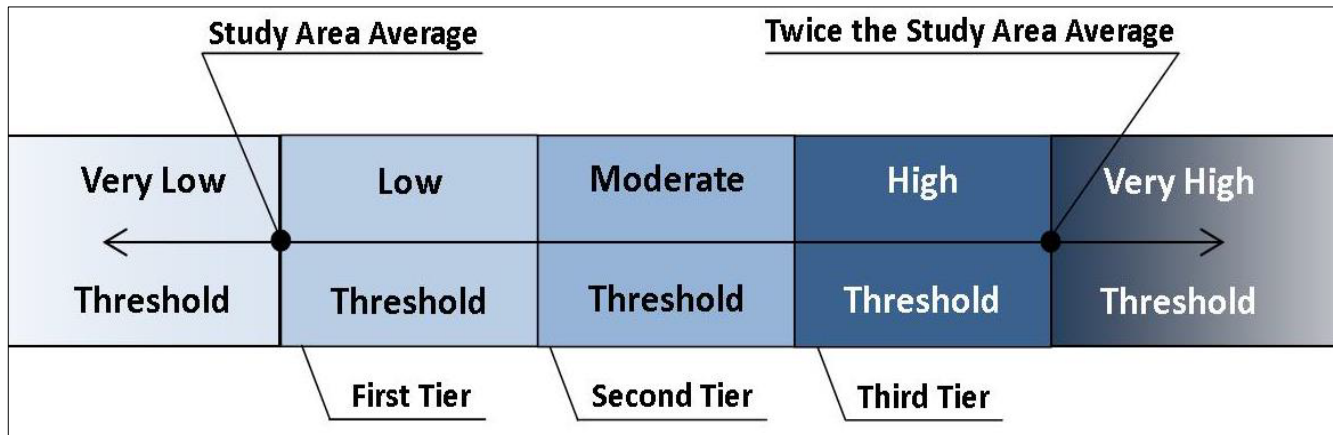 Study Area Average
Twice the Study Area Average
Very Low
Low
Moderate
High
Very High
Threshold
Threshold
Threshold
Threshold
Threshold
First Tier
Second Tier
Third Tier